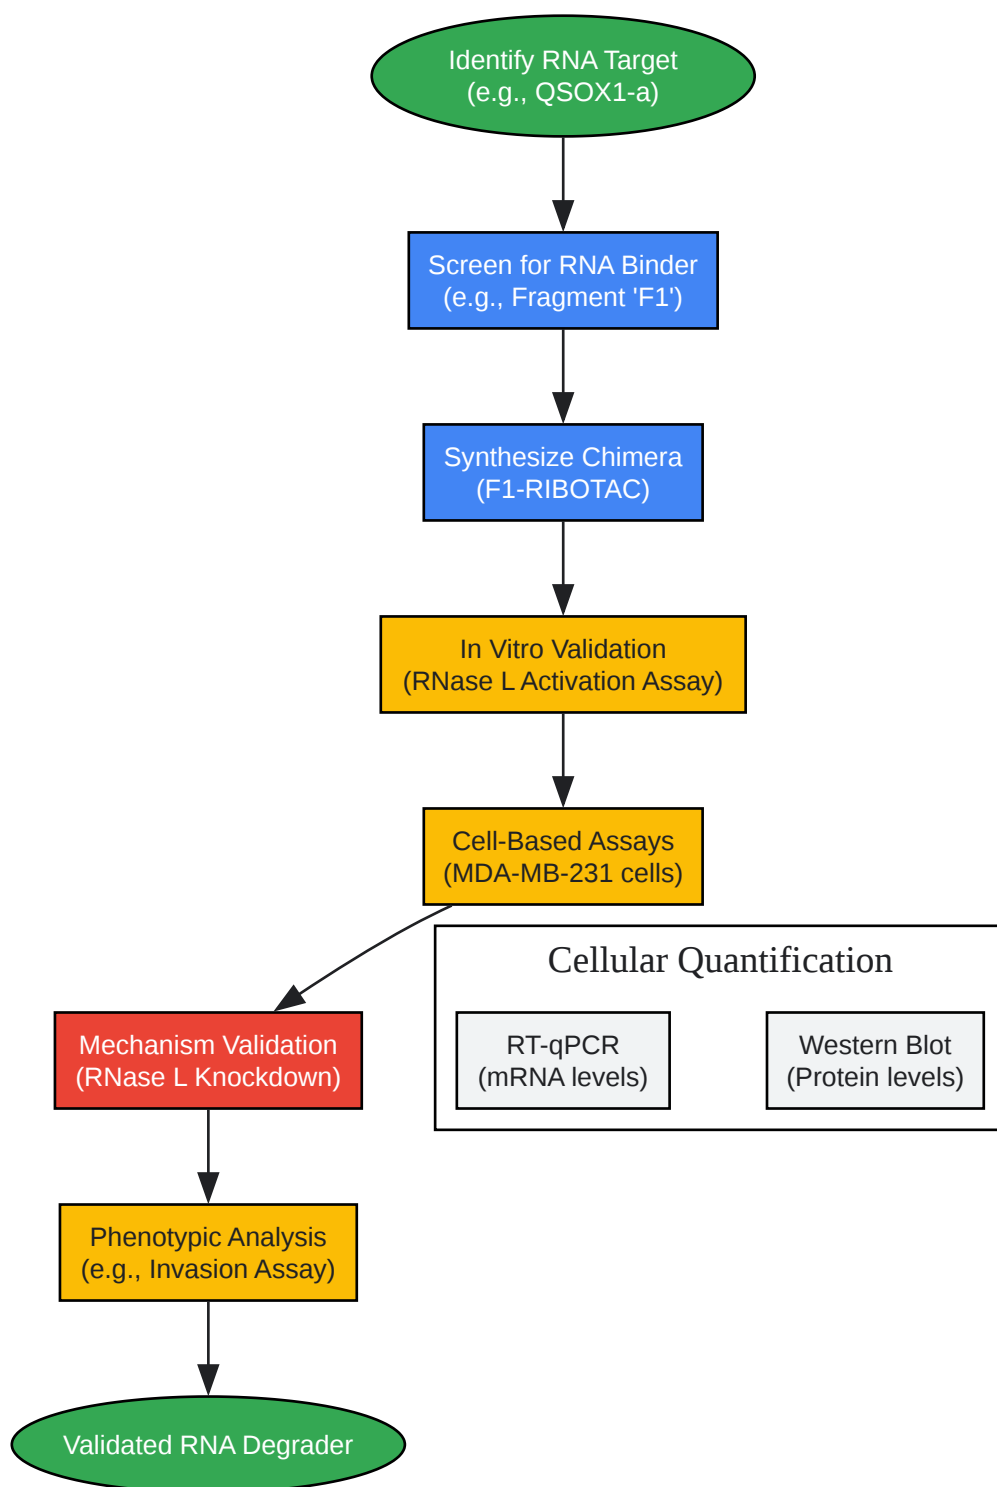 Identify RNA Target
(e.g., QSOX1-a)
Screen for RNA Binder
(e.g., Fragment 'F1')
Synthesize Chimera
(F1-RIBOTAC)
In Vitro Validation
(RNase L Activation Assay)
Cell-Based Assays
(MDA-MB-231 cells)
Cellular Quantification
RT-qPCR
(mRNA levels)
Western Blot
(Protein levels)
Mechanism Validation
(RNase L Knockdown)
Phenotypic Analysis
(e.g., Invasion Assay)
Validated RNA Degrader